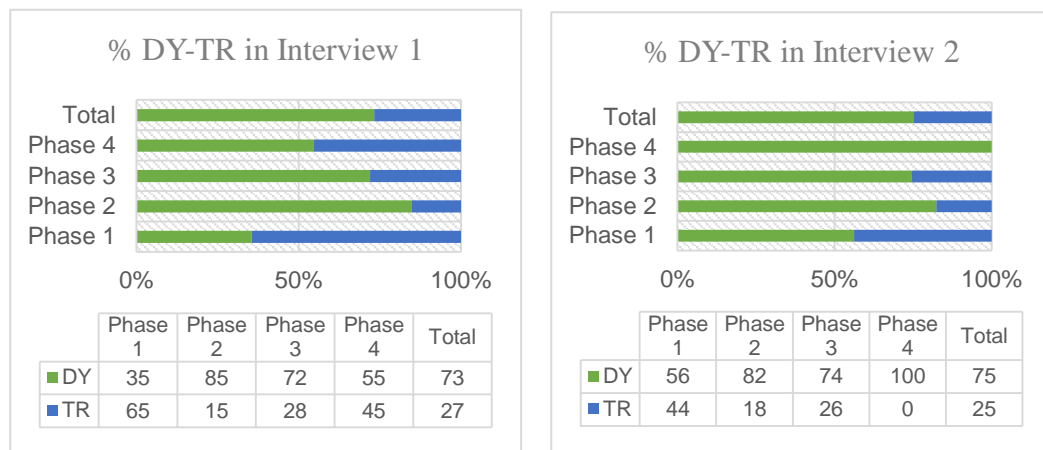 % DY-TR in Interview 1
Total
Phase 4
Phase 3
Phase 2
Phase 1
0% 50% 100%
Phase 1 Phase 2 Phase 3 Phase 4 Total
DY 35 85 72 55 73
TR 65 15 28 45 27
% DY-TR in Interview 2
Total
Phase 4
Phase 3
Phase 2
Phase 1
0% 50% 100%
Phase 1 Phase 2 Phase 3 Phase 4 Total
DY 56 82 74 100 75
TR 44 18 26 0 25